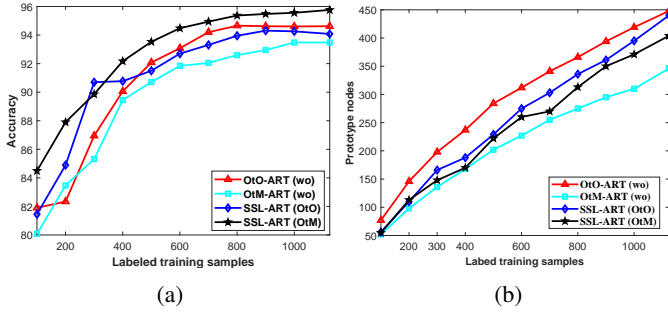 96
94
92
90
88
86
84
82
80
Accuracy
200
400
600
800
1000
Labeled training samples
OtO-ART (wo)
OtM-ART (wo)
SSL-ART (OtO)
SSL-ART (OtM)
(a)
450
400
350
300
250
200
150
100
50
Prototype nodes
200
300
400
600
800
1000
Labed training samples
OtO-ART (wo)
OtM-ART (wo)
SSL-ART (OtO)
SSL-ART (OtM)
(b)